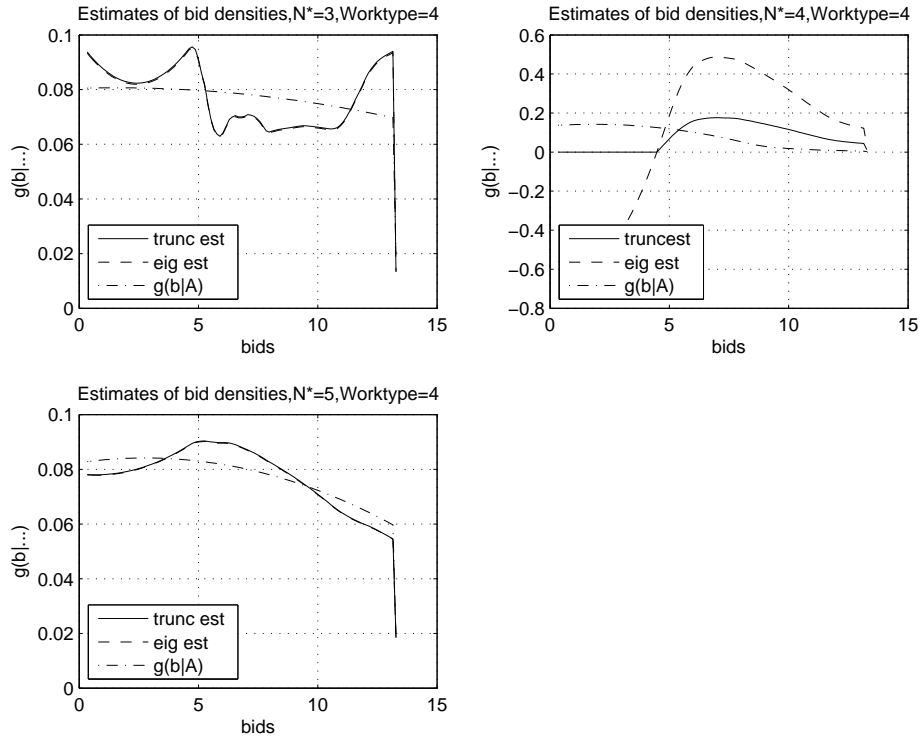 Estimates of bid densities,N*=3,Worktype=4
0.1
0.08
0.06
0.04
0.02
0
g(b|...)
trunc est
eig est
g(b|A)
0
5
10
15
bids
Estimates of bid densities,N*=4,Worktype=4
0.6
0.4
0.2
0
−0.2
−0.4
−0.6
−0.8
g(b|...)
truncest
eig est
g(b|A)
0
5
10
15
bids
Estimates of bid densities,N*=5,Worktype=4
0.1
0.08
0.06
0.04
0.02
0
g(b|...)
trunc est
eig est
g(b|A)
0
5
10
15
bids